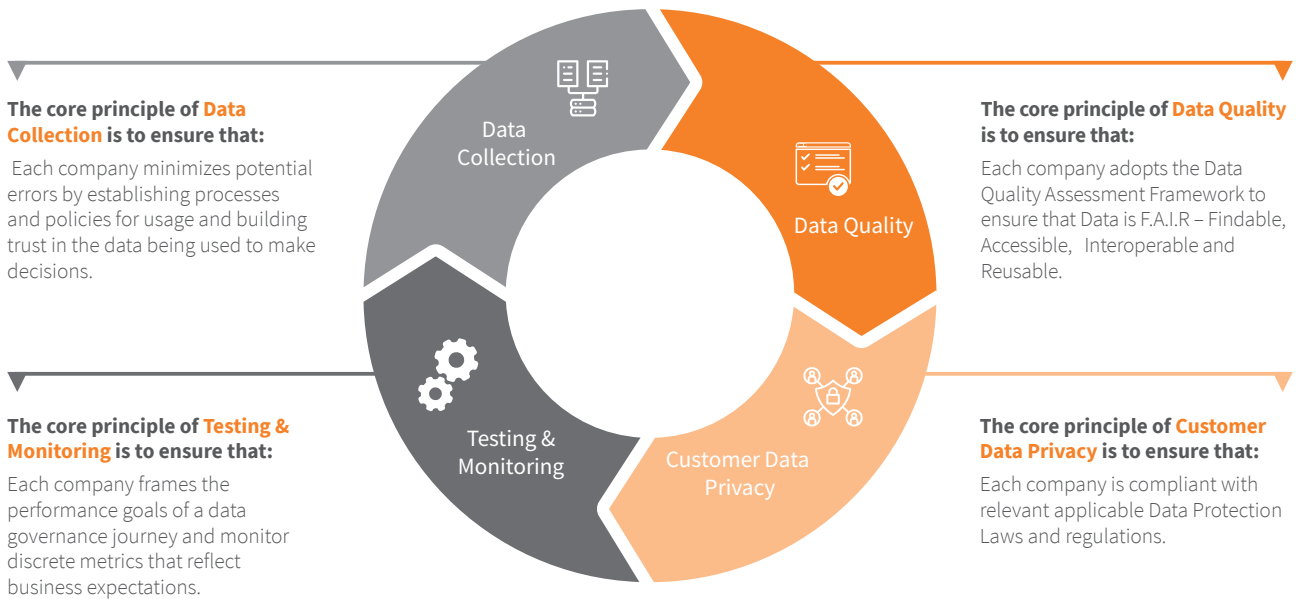 The core principle of Data
Collection is to ensure that:
Each company minimizes potential
errors by establishing processes
and policies for usage and building
trust in the data being used to make
decisions.
Data
Collection
Data Quality
The core principle of Data Quality
is to ensure that:
Each company adopts the Data
Quality Assessment Framework to
ensure that Data is F.A.I.R – Findable,
Accessible, Interoperable and
Reusable.
The core principle of Testing &
Monitoring is to ensure that:
Each company frames the
performance goals of a data
governance journey and monitor
discrete metrics that reflect
business expectations.
Testing &
Monitoring
Customer Data
Privacy
The core principle of Customer
Data Privacy is to ensure that:
Each company is compliant with
relevant applicable Data Protection
Laws and regulations.